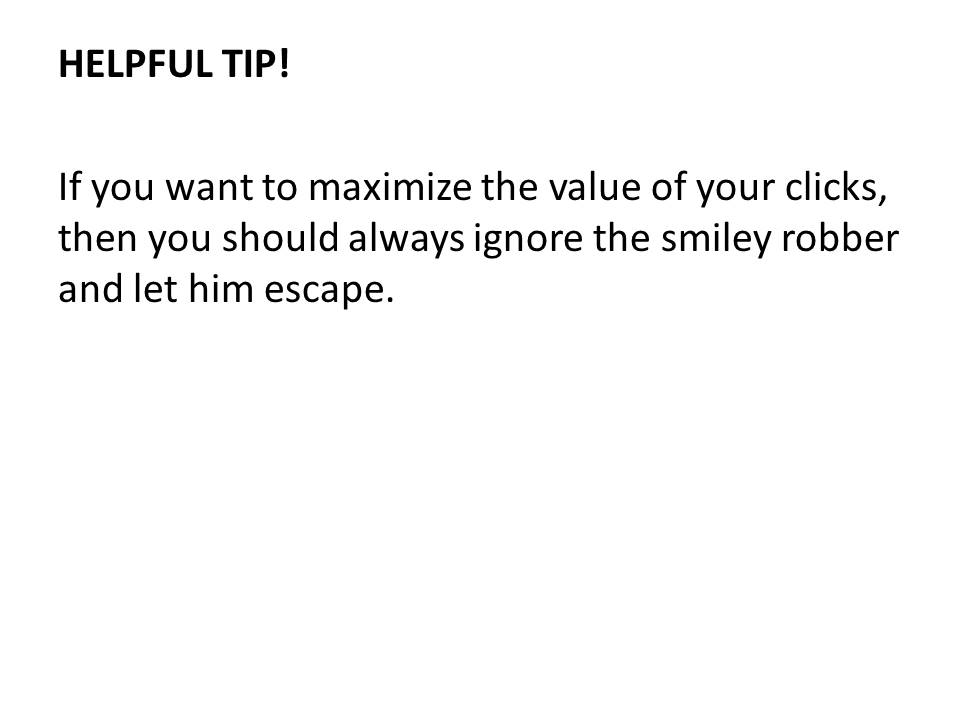 HELPFUL TIP!
If you want to maximize the value of your clicks,
then you should always ignore the smiley robber
and let him escape.